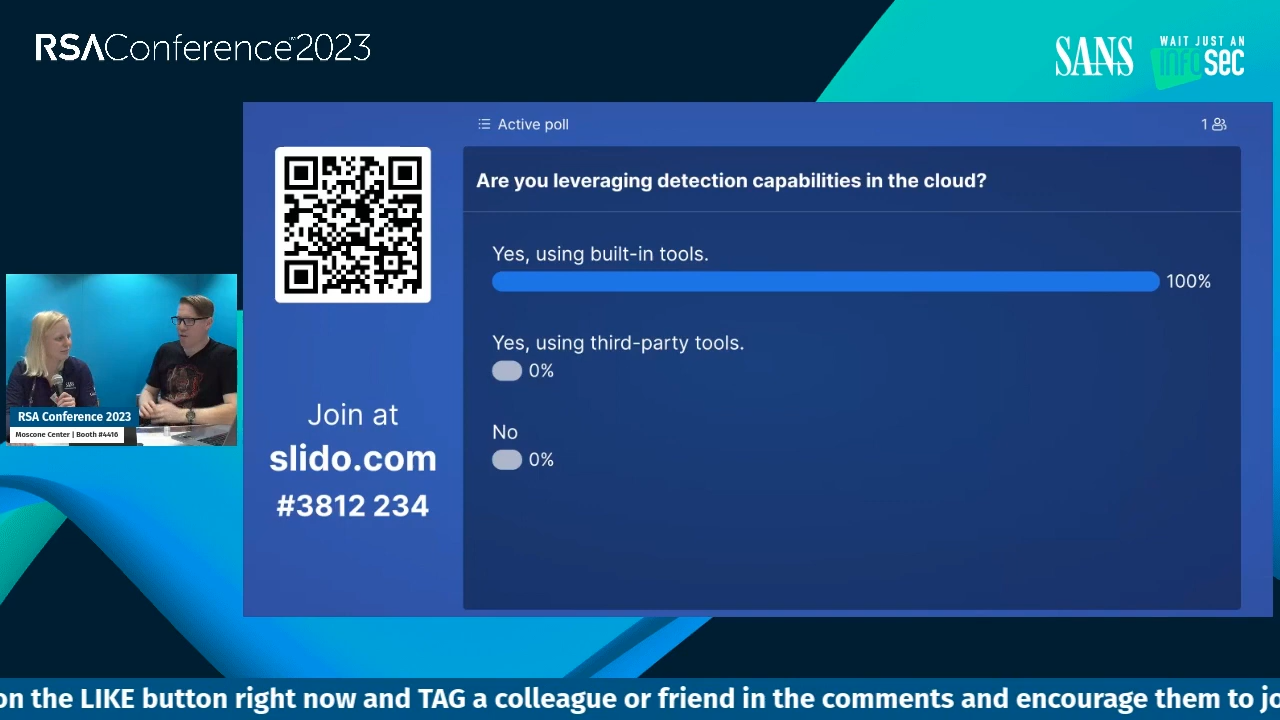 RSAConference™2023
SANS
WAIT JUST AN
INFOSEC
Active poll
1
Are you leveraging detection capabilities in the cloud?
Yes, using built-in tools.
100%
Yes, using third-party tools.
0%
No
0%
Join at
slido.com
#3812 234
RSA Conference 2023
Moscone Center | Booth #4416
on the LIKE button right now and TAG a colleague or friend in the comments and encourage them to jo